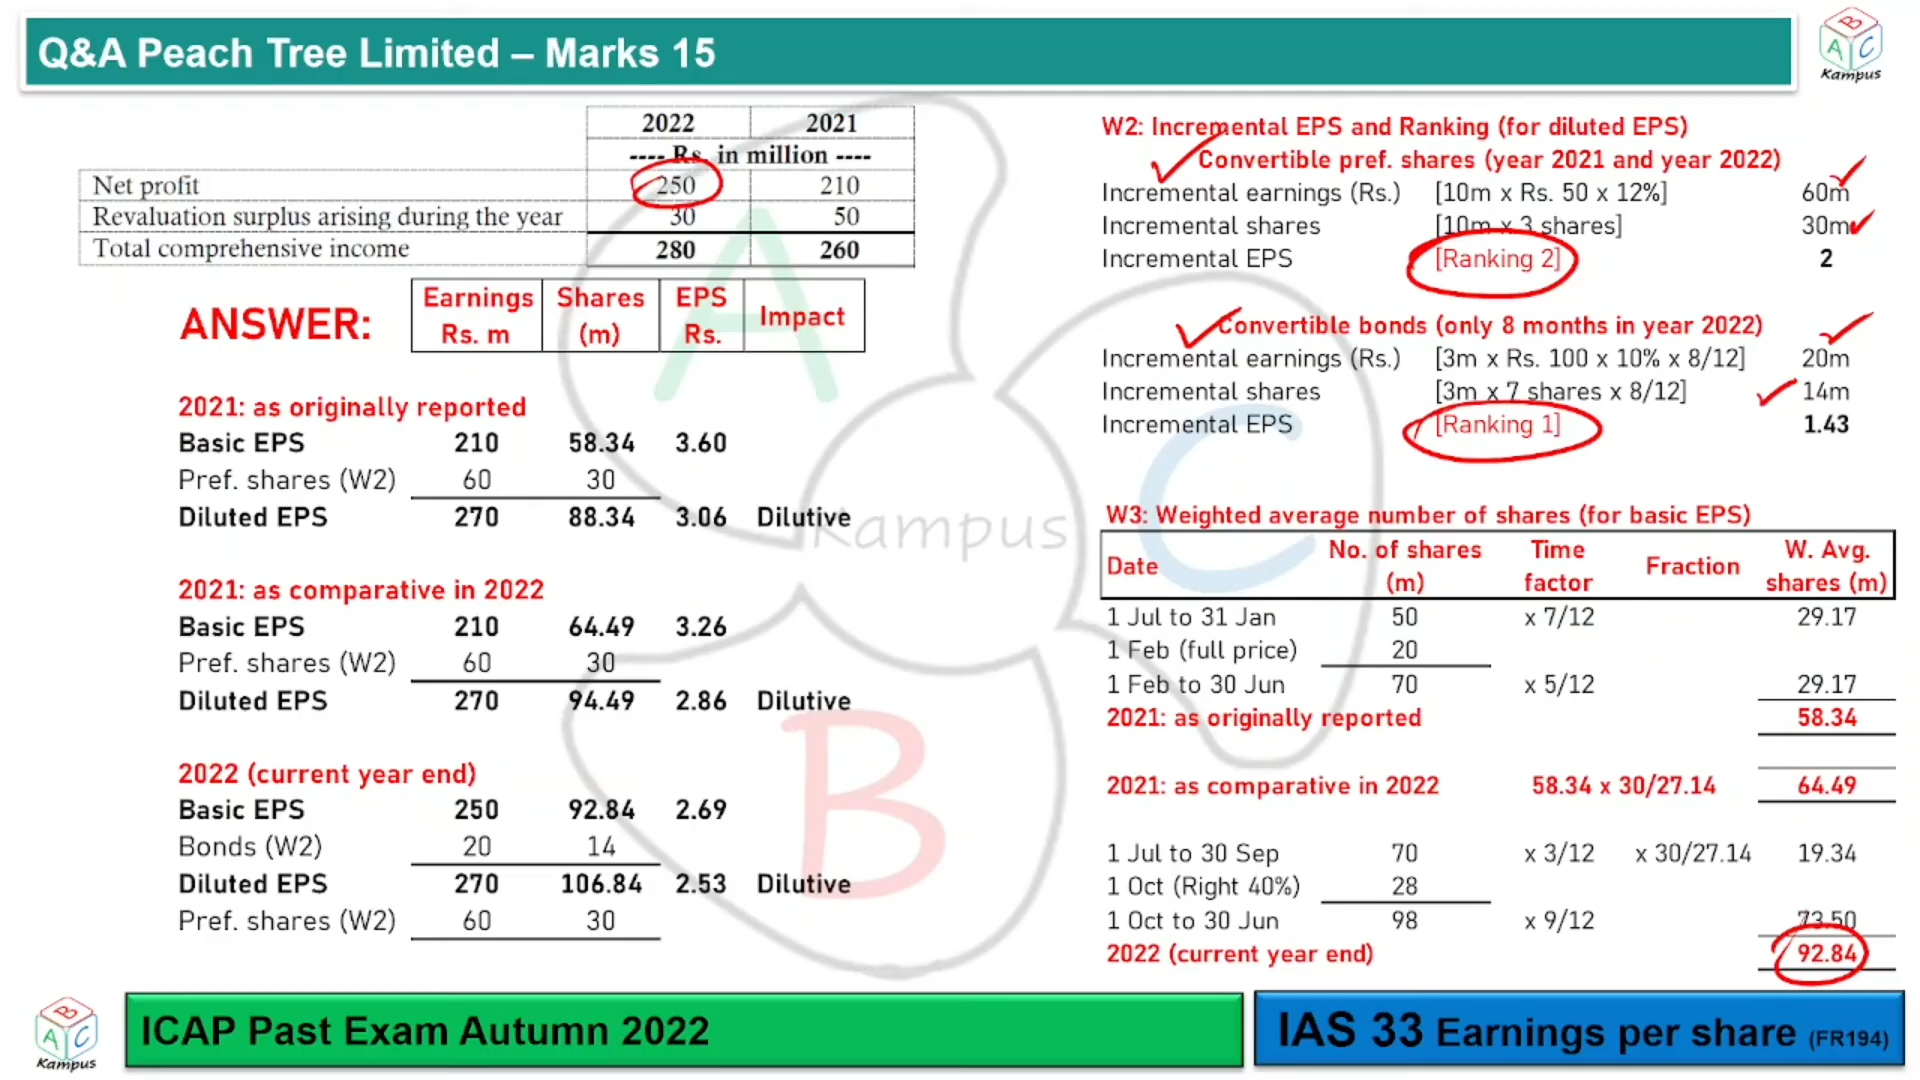 Q&A Peach Tree Limited – Marks 15
B
A C
Kampus
2022 2021
---- Rs. in million ----
Net profit 250 210
Revaluation surplus arising during the year 30 50
Total comprehensive income 280 260
ANSWER:
Earnings Rs. m Shares (m) EPS Rs. Impact
2021: as originally reported
Basic EPS 210 58.34 3.60
Pref. shares (W2) 60 30
Diluted EPS 270 88.34 3.06 Dilutive
2021: as comparative in 2022
Basic EPS 210 64.49 3.26
Pref. shares (W2) 60 30
Diluted EPS 270 94.49 2.86 Dilutive
2022 (current year end)
Basic EPS 250 92.84 2.69
Bonds (W2) 20 14
Diluted EPS 270 106.84 2.53 Dilutive
Pref. shares (W2) 60 30
W2: Incremental EPS and Ranking (for diluted EPS)
Convertible pref. shares (year 2021 and year 2022)
Incremental earnings (Rs.) [10m x Rs. 50 x 12%] 60m
Incremental shares [10m x 3 shares] 30m
Incremental EPS [Ranking 2] 2
Convertible bonds (only 8 months in year 2022)
Incremental earnings (Rs.) [3m x Rs. 100 x 10% x 8/12] 20m
Incremental shares [3m x 7 shares x 8/12] 14m
Incremental EPS [Ranking 1] 1.43
W3: Weighted average number of shares (for basic EPS)
Date No. of shares (m) Time factor Fraction W. Avg. shares (m)
1 Jul to 31 Jan 50 x 7/12 29.17
1 Feb (full price) 20
1 Feb to 30 Jun 70 x 5/12 29.17
2021: as originally reported 58.34
2021: as comparative in 2022 58.34 x 30/27.14 64.49
1 Jul to 30 Sep 70 x 3/12 x 30/27.14 19.34
1 Oct (Right 40%) 28
1 Oct to 30 Jun 98 x 9/12 73.50
2022 (current year end) 92.84
A
Kampus
C
B
B
A C
Kampus
ICAP Past Exam Autumn 2022
IAS 33 Earnings per share (FR194)